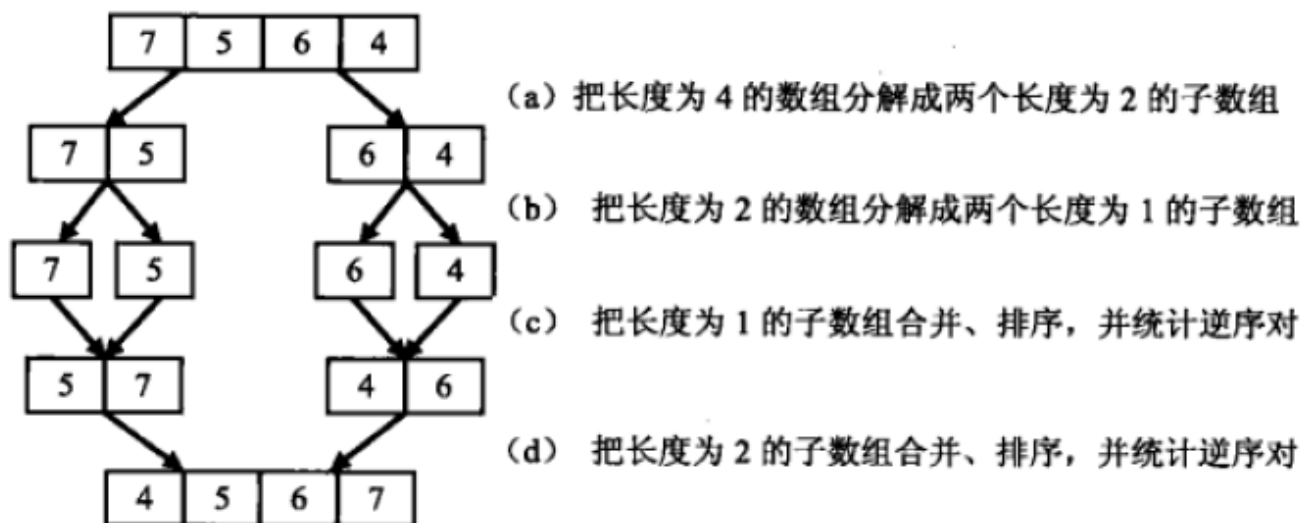 7 5 6 4
（a）把长度为 4 的数组分解成两个长度为 2 的子数组
7 5 6 4
（b） 把长度为 2 的数组分解成两个长度为 1 的子数组
7 5 6 4
（c） 把长度为 1 的子数组合并、排序，并统计逆序对
5 7 4 6
（d） 把长度为 2 的子数组合并、排序，并统计逆序对
4 5 6 7